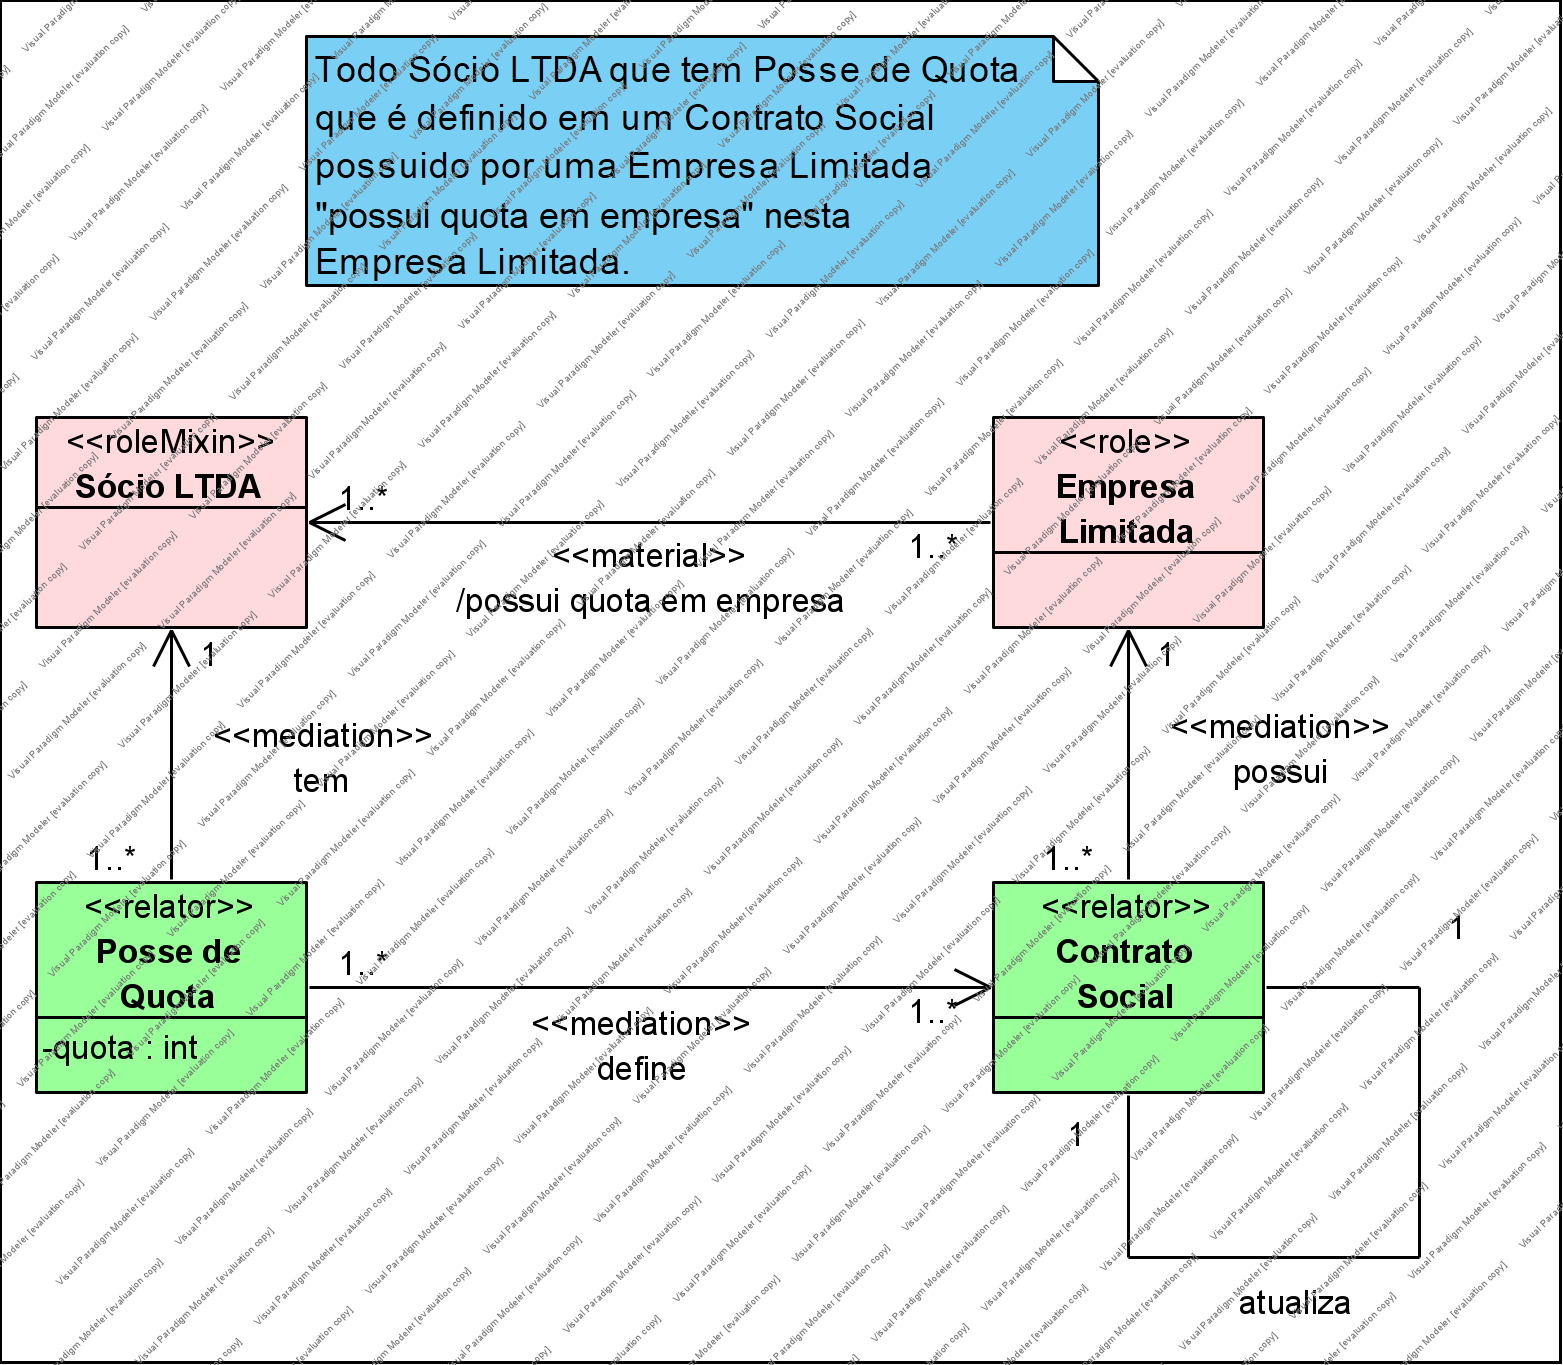 Todo Sócio LTDA que tem Posse de Quota
que é definido em um Contrato Social
possuido por uma Empresa Limitada
"possui quota em empresa" nesta
Empresa Limitada.
<<roleMixin>>
Sócio LTDA
<<role>>
Empresa
Limitada
1..*
1..*
<<material>>
/possui quota em empresa
1
1
<<mediation>>
tem
<<mediation>>
possui
1..*
1..*
<<relator>>
Posse de
Quota
-quota : int
<<relator>>
Contrato
Social
1
1..*
1..*
<<mediation>>
define
1
atualiza
Visual Paradigm Modeler [evaluation copy]